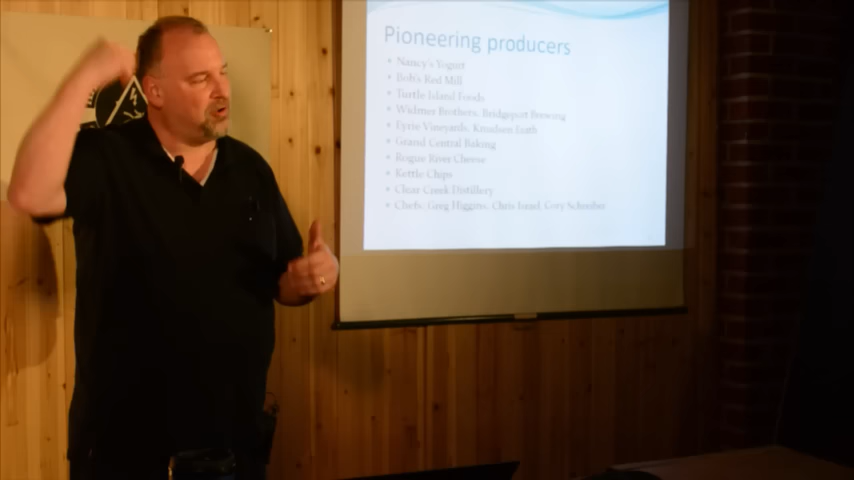 Pioneering producers
Nancy's Yogurt
Bob's Red Mill
Turtle Island Foods
Widmer Brothers, Bridgeport Brewing
Eyrie Vineyards, Knudsen Erath
Grand Central Baking
Rogue River Cheese
Kettle Chips
Clear Creek Distillery
Chefs: Greg Higgins, Chris Israel, Cory Schreiber